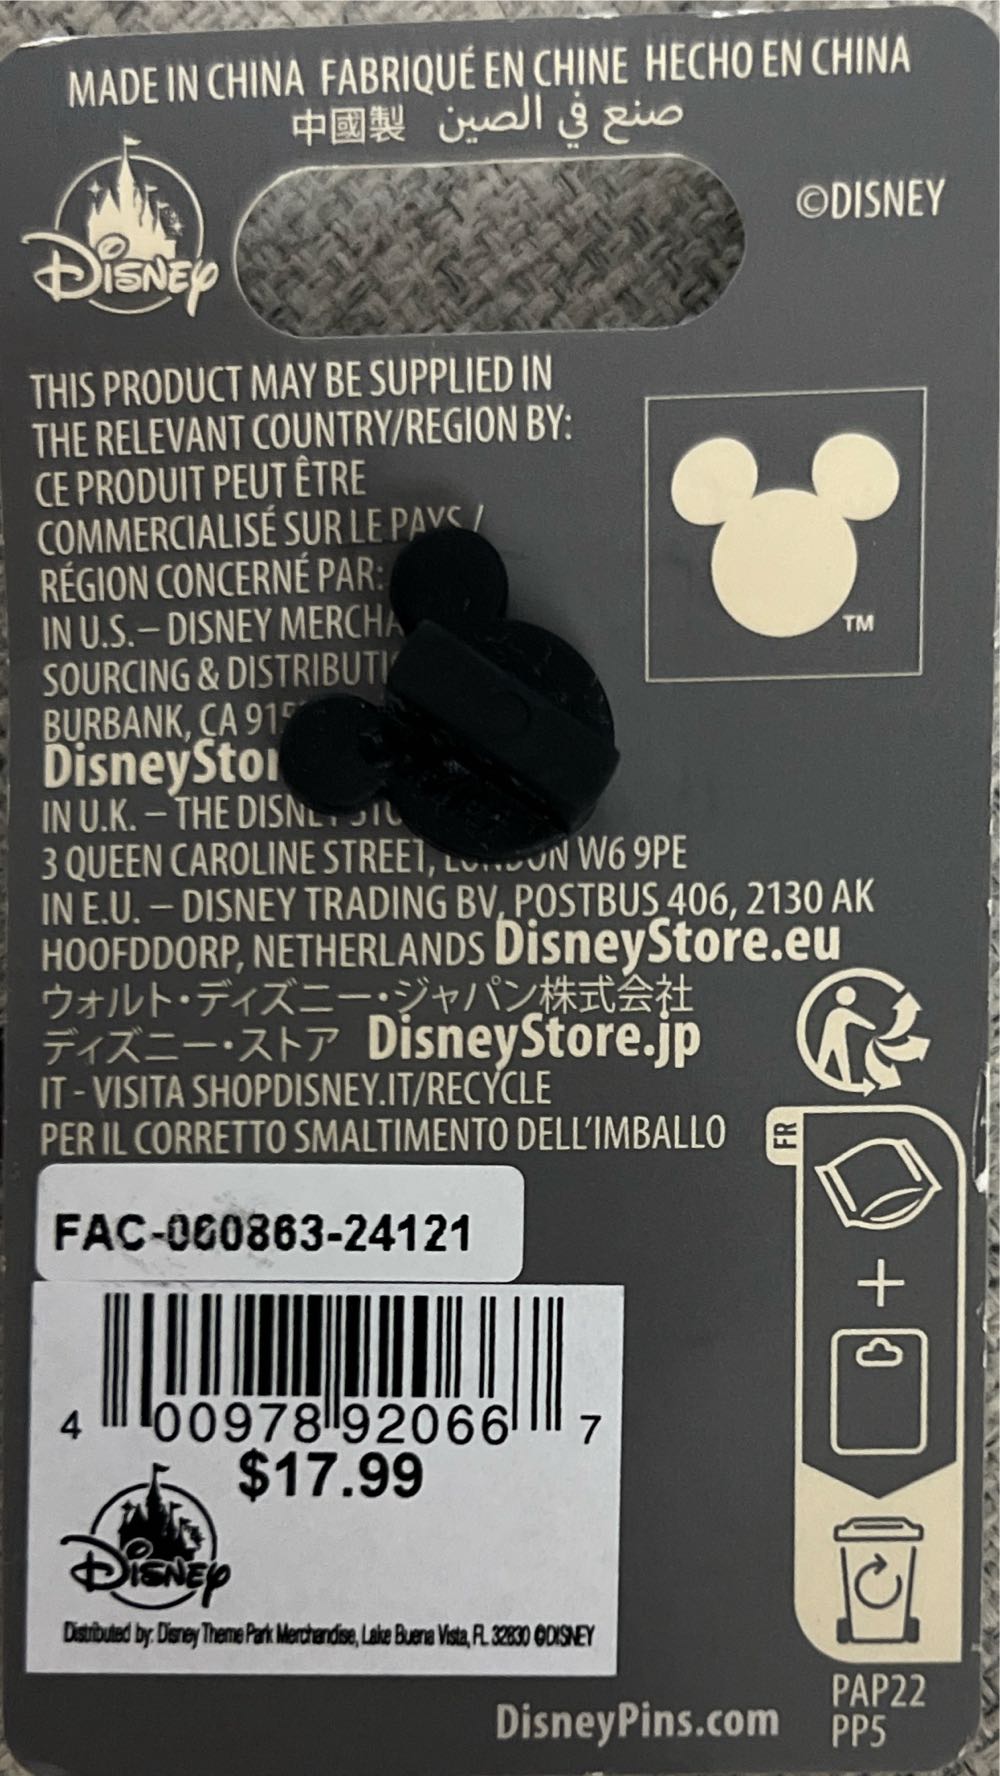 MADE IN CHINA FABRIQUÉ EN CHINE HECHO EN CHINA
中國製 صنع في الصين
Disney
©DISNEY
THIS PRODUCT MAY BE SUPPLIED IN
THE RELEVANT COUNTRY/REGION BY:
CE PRODUIT PEUT ÊTRE
COMMERCIALISÉ SUR LE PAYS /
RÉGION CONCERNÉ PAR:
IN U.S. – DISNEY
SOURCING &
BURBANK, CA
TM
IN U.K. – THE
3 QUEEN CAROLINE STREET, LONDON W6 9PE
IN E.U. – DISNEY TRADING BV, POSTBUS 406, 2130 AK
HOOFDDORP, NETHERLANDS DisneyStore.eu
ウォルト・ディズニー・ジャパン株式会社
ディズニー・ストア DisneyStore.jp
IT - VISITA SHOPDISNEY.IT/RECYCLE
PER IL CORRETTO SMALTIMENTO DELL'IMBALLO
FR
+
FAC-060863-24121
4 00978 92066 7
$17.99
Disney
Distributed by: Disney Theme Park Merchandise, Lake Buena Vista, FL 32830 ©DISNEY
PAP22
PP5
DisneyPins.com